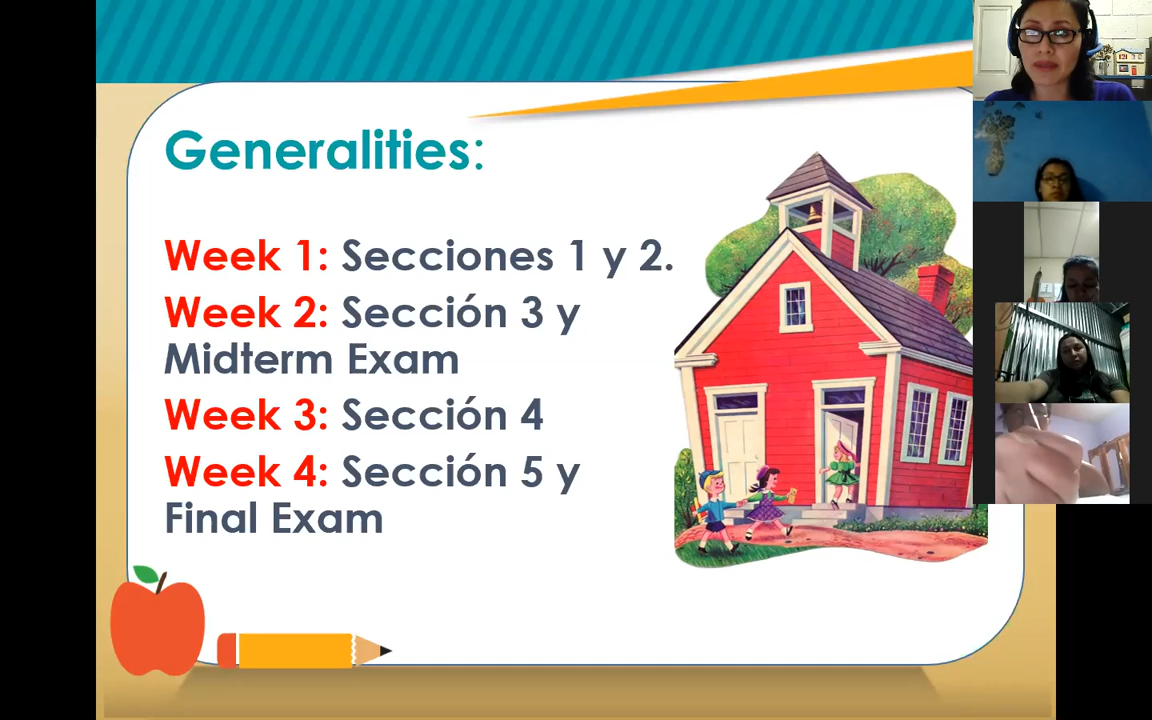 Generalities:
Week 1: Secciones 1 y 2.
Week 2: Sección 3 y
Midterm Exam
Week 3: Sección 4
Week 4: Sección 5 y
Final Exam